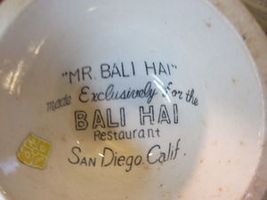 "MR. BALI HAI"
made Exclusively for the
BALI HAI
Restaurant
San Diego, Calif.